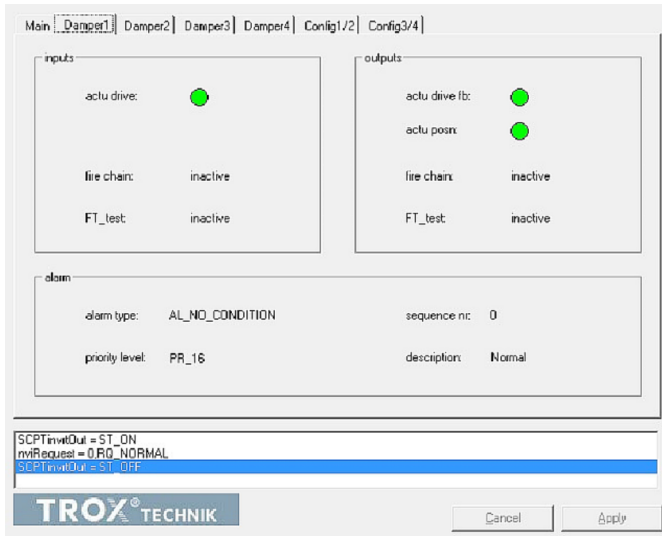 Main Damper1 Damper2 Damper3 Damper4 Config1/2 Config3/4
inputs
actu drive:
fire chain: inactive
FT_test: inactive
outputs
actu drive fb:
actu posn:
fire chain: inactive
FT_test: inactive
alarm
alarm type: AL_NO_CONDITION sequence nr: 0
priority level: PR_16 description: Normal
SCPTinvrtOut = ST_ON
nviRequest = 0,RQ_NORMAL
SCPTinvrtOut = ST_OFF
TROX® TECHNIK
Cancel Apply